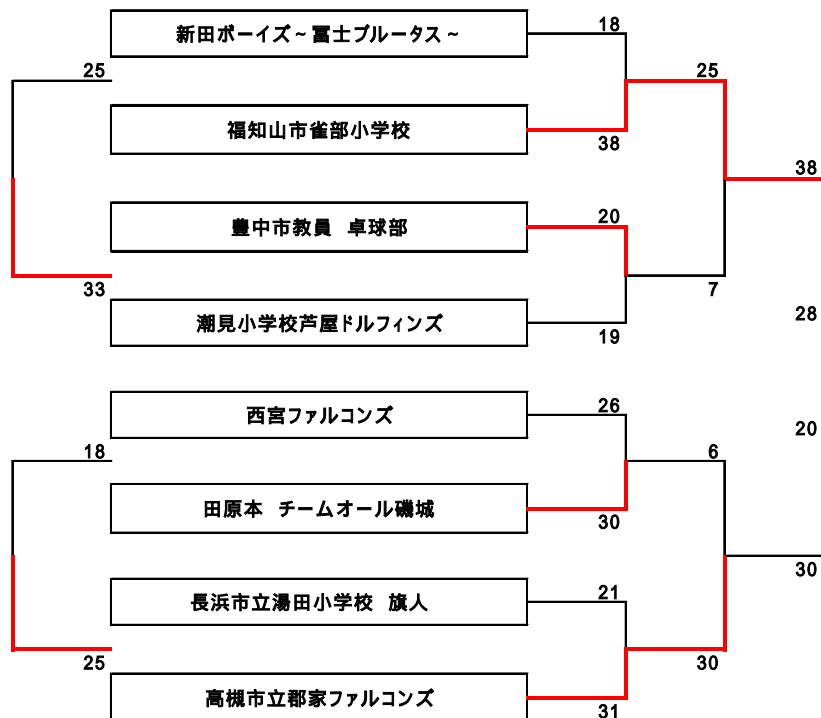 新田ボーイズ~冨士ブルータス~
18
25
25
福知山市雀部小学校
38
38
豊中市教員 卓球部
20
33
7
潮見小学校芦屋ドルフィンズ
19
28
西宮ファルコンズ
26
20
18
6
田原本 チームオール磯城
30
30
長浜市立湯田小学校 旗人
21
25
30
高槻市立郡家ファルコンズ
31